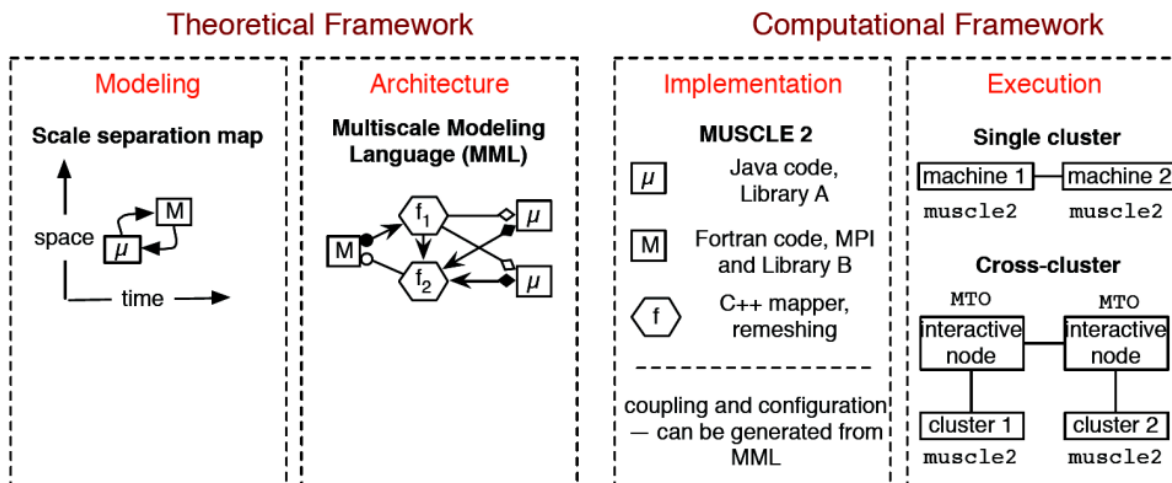 Theoretical Framework
Computational Framework
Modeling
Scale separation map
space
M
μ
time
Architecture
Multiscale Modeling
Language (MML)
f1
μ
M
f2
μ
Implementation
MUSCLE 2
μ
Java code,
Library A
M
Fortran code, MPI
and Library B
f
C++ mapper,
remeshing
coupling and configuration
— can be generated from
MML
Execution
Single cluster
machine 1
machine 2
muscle2
muscle2
Cross-cluster
MTO
MTO
interactive
node
interactive
node
cluster 1
cluster 2
muscle2
muscle2